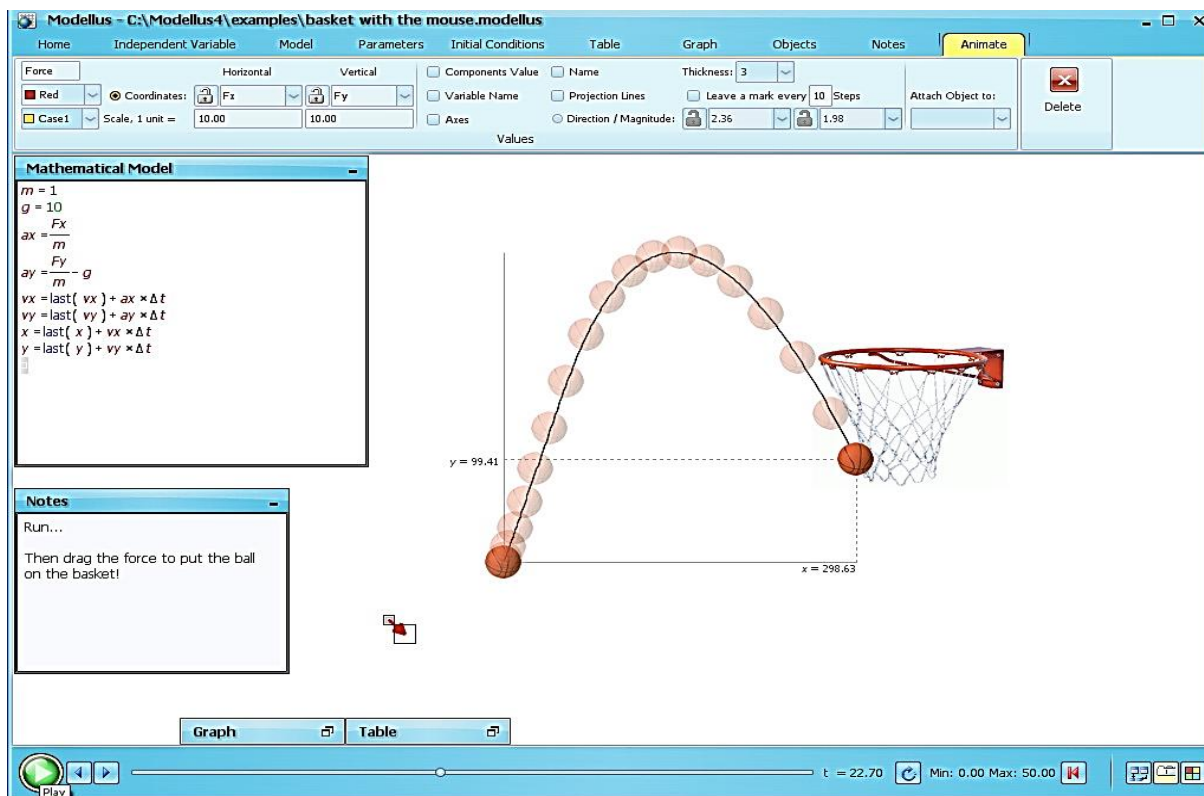 Modellus - C:\Modellus4\examples\basket with the mouse.modellus
Home Independent Variable Model Parameters Initial Conditions Table Graph Objects Notes Animate
Force Horizontal Vertical Components Value Name Thickness: 3
Red Coordinates: Fx Fy Variable Name Projection Lines Leave a mark every 10 Steps Attach Object to: Delete
Case1 Scale, 1 unit = 10.00 10.00 Axes Direction / Magnitude: 2.36 1.98
Values
Mathematical Model
m = 1
g = 10
ax = Fx/m
ay = Fy/m - g
vx = last( vx ) + ax × Δt
vy = last( vy ) + ay × Δt
x = last( x ) + vx × Δt
y = last( y ) + vy × Δt
y = 99.41
x = 298.63
Notes
Run...
Then drag the force to put the ball
on the basket!
Graph Table
t = 22.70 Min: 0.00 Max: 50.00
Play